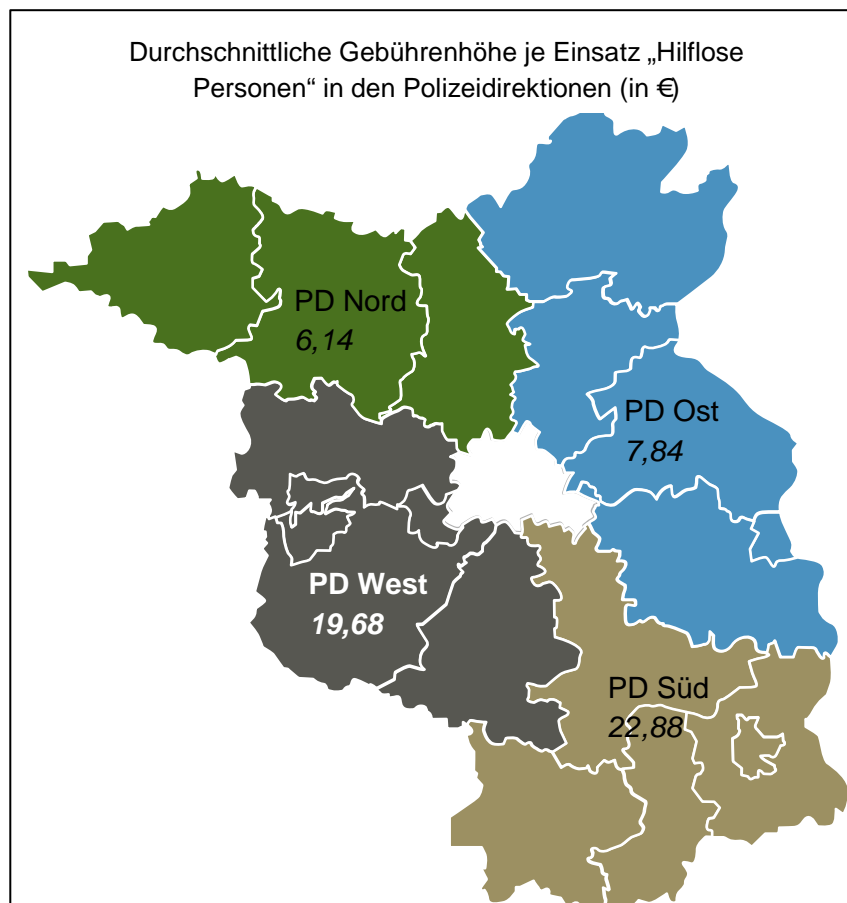 Durchschnittliche Gebührenhöhe je Einsatz „Hilflose
Personen“ in den Polizeidirektionen (in €)
PD Nord
6,14
PD Ost
7,84
PD West
19,68
PD Süd
22,88